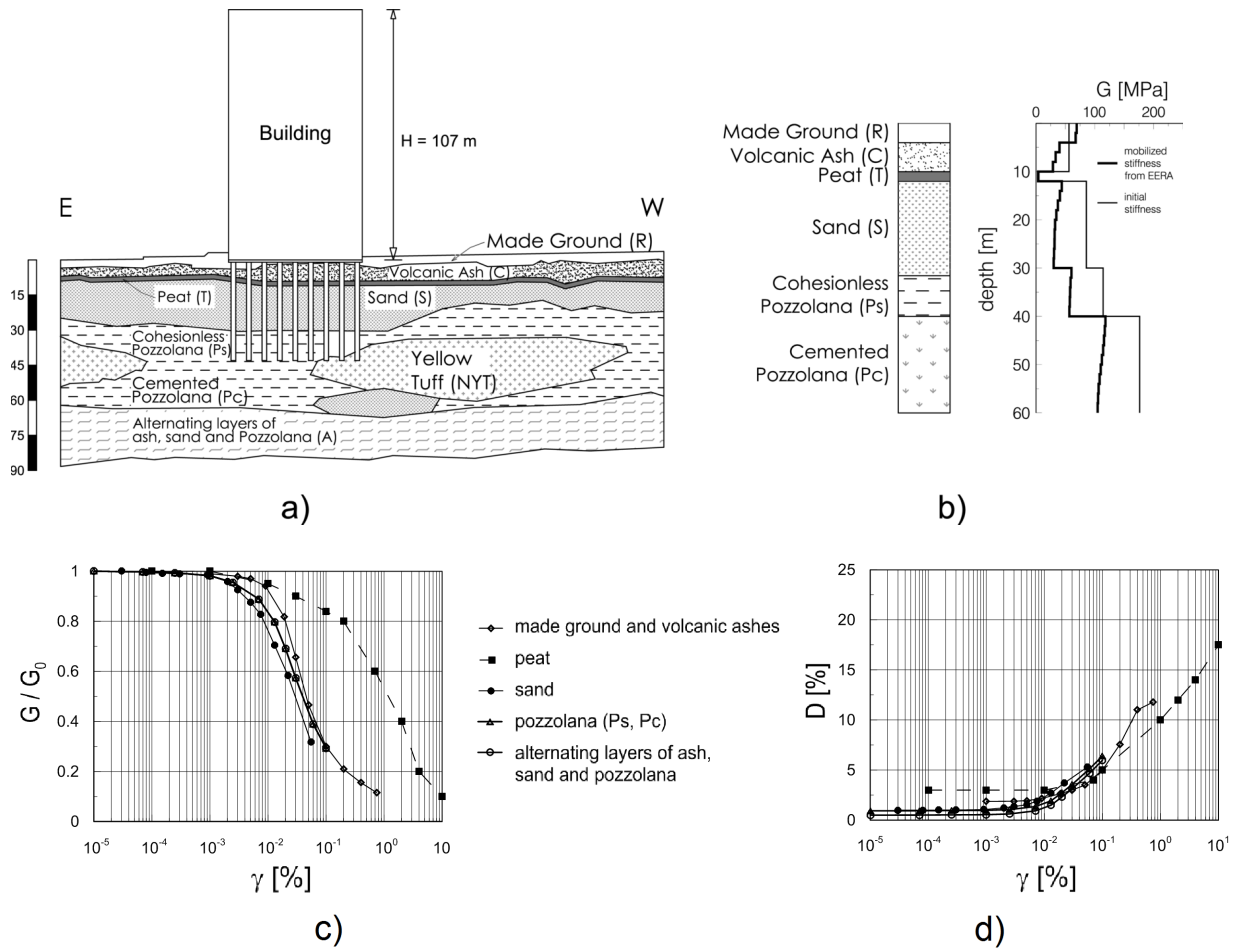 Building
H = 107 m
E
W
Made Ground (R)
Volcanic Ash (C)
Peat (T)
Sand (S)
Cohesionless
Pozzolana (Ps)
Yellow
Tuff (NYT)
Cemented
Pozzolana (Pc)
Alternating layers of
ash, sand and Pozzolana (A)
15
30
45
60
75
90
a)
G [MPa]
0 100 200
Made Ground (R)
Volcanic Ash (C)
Peat (T)
Sand (S)
Cohesionless
Pozzolana (Ps)
Cemented
Pozzolana (Pc)
depth [m]
10
20
30
40
50
60
mobilized
stiffness
from EERA
initial
stiffness
b)
G / G0
1
0.8
0.6
0.4
0.2
0
10-5 10-4 10-3 10-2 10-1 100 10
γ [%]
made ground and volcanic ashes
peat
sand
pozzolana (Ps, Pc)
alternating layers of ash,
sand and pozzolana
c)
D [%]
25
20
15
10
5
0
10-5 10-4 10-3 10-2 10-1 100 101
γ [%]
d)